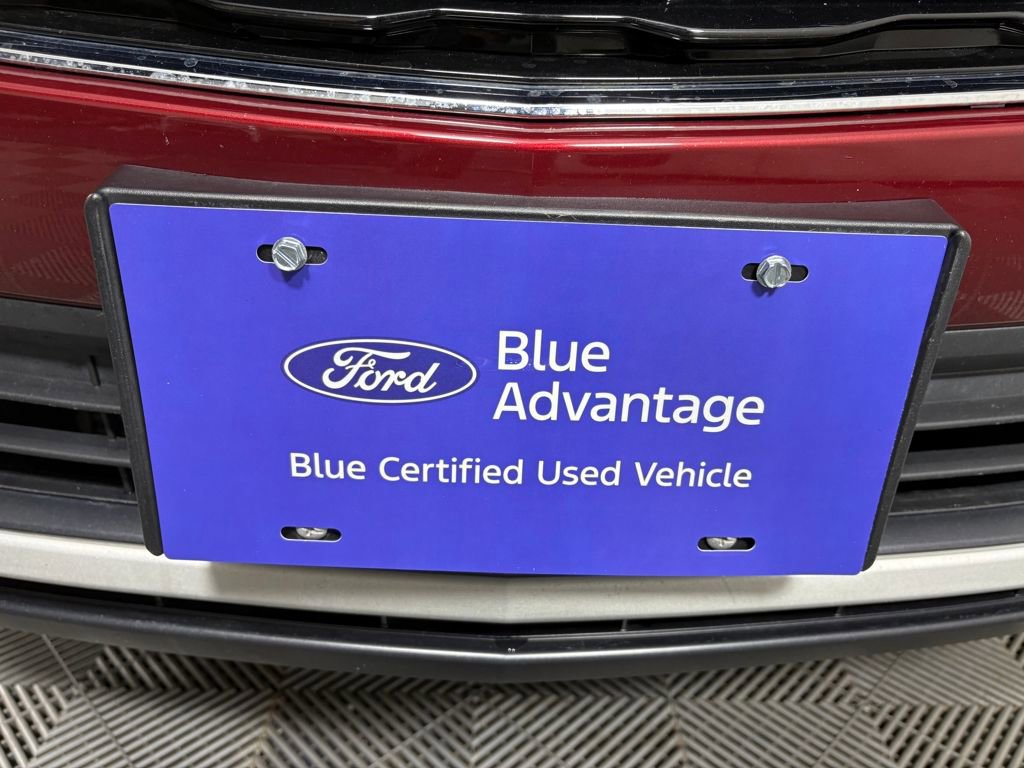 Ford
Blue
Advantage
Blue Certified Used Vehicle